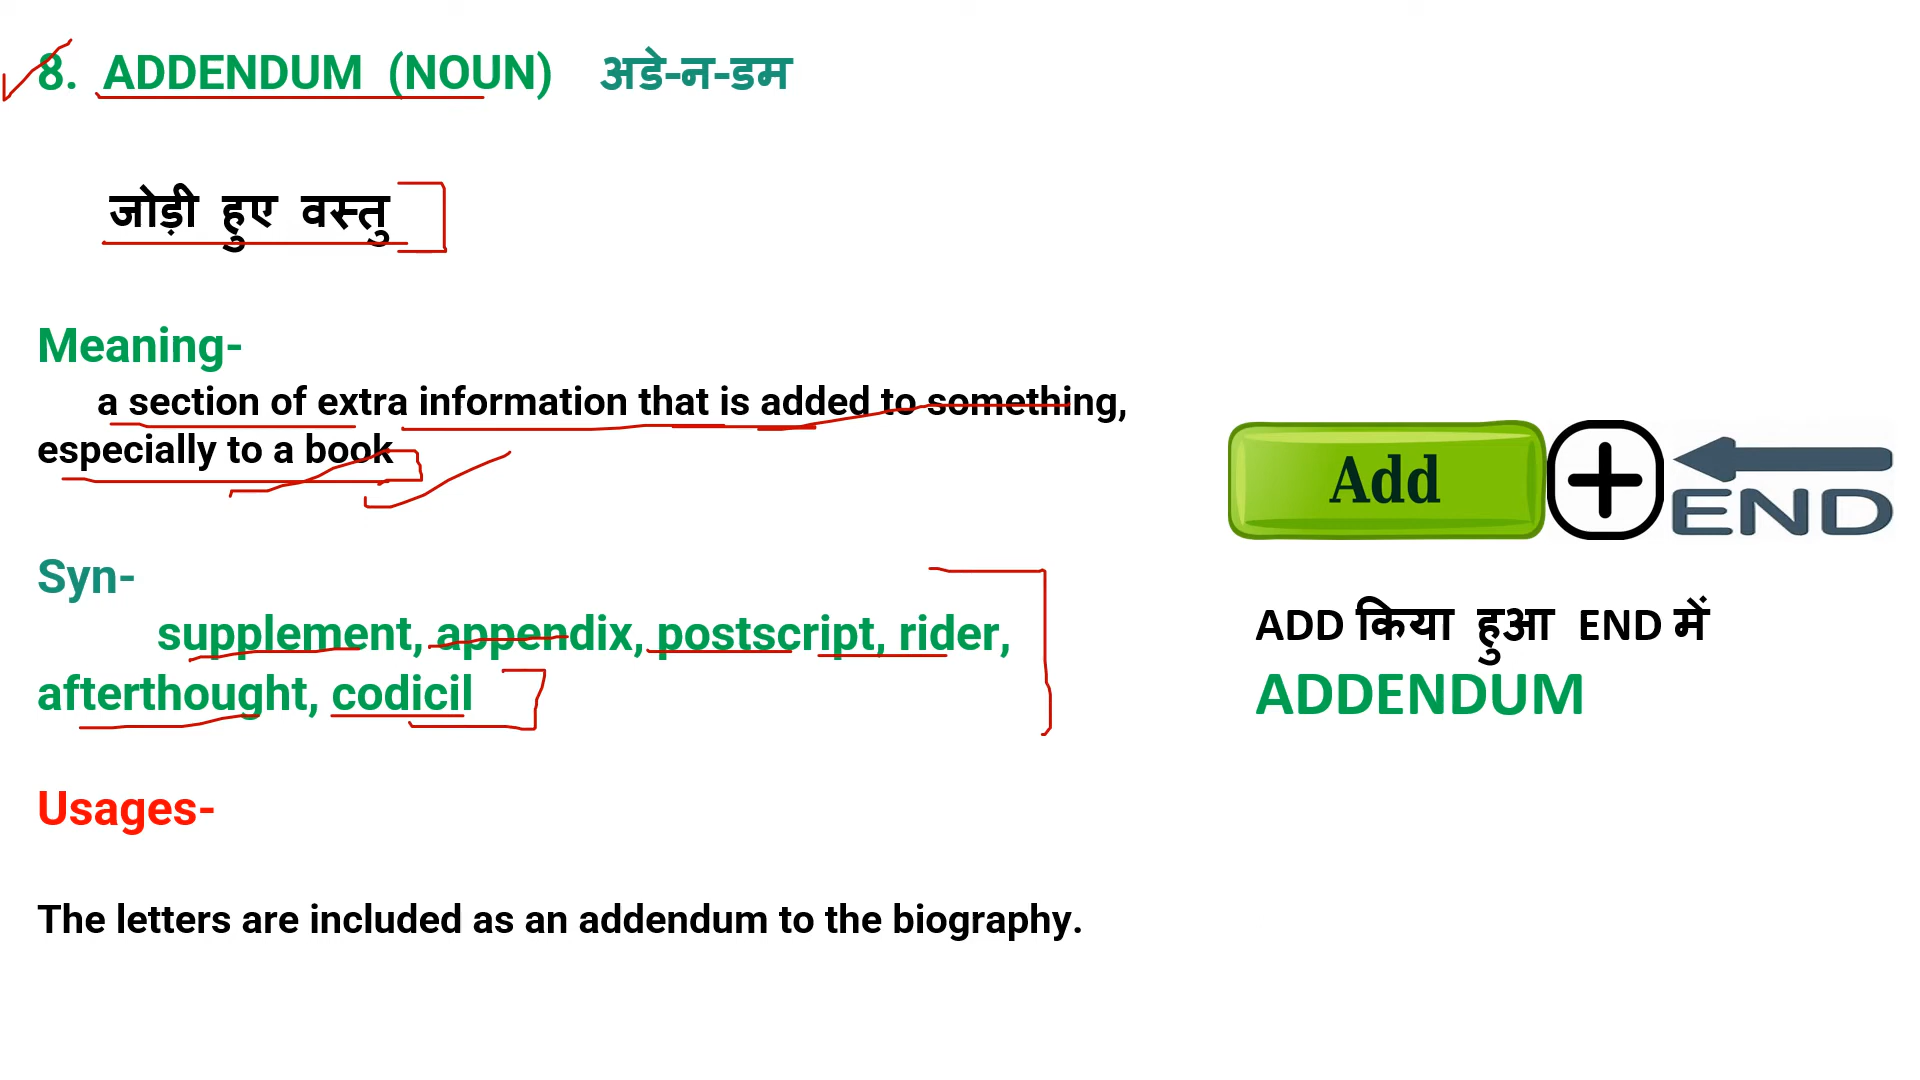 8. ADDENDUM (NOUN) अडे-न-डम
जोड़ी हुए वस्तु
Meaning-
a section of extra information that is added to something,
especially to a book
Add
END
Syn-
supplement, appendix, postscript, rider,
afterthought, codicil
ADD किया हुआ END में
ADDENDUM
Usages-
The letters are included as an addendum to the biography.